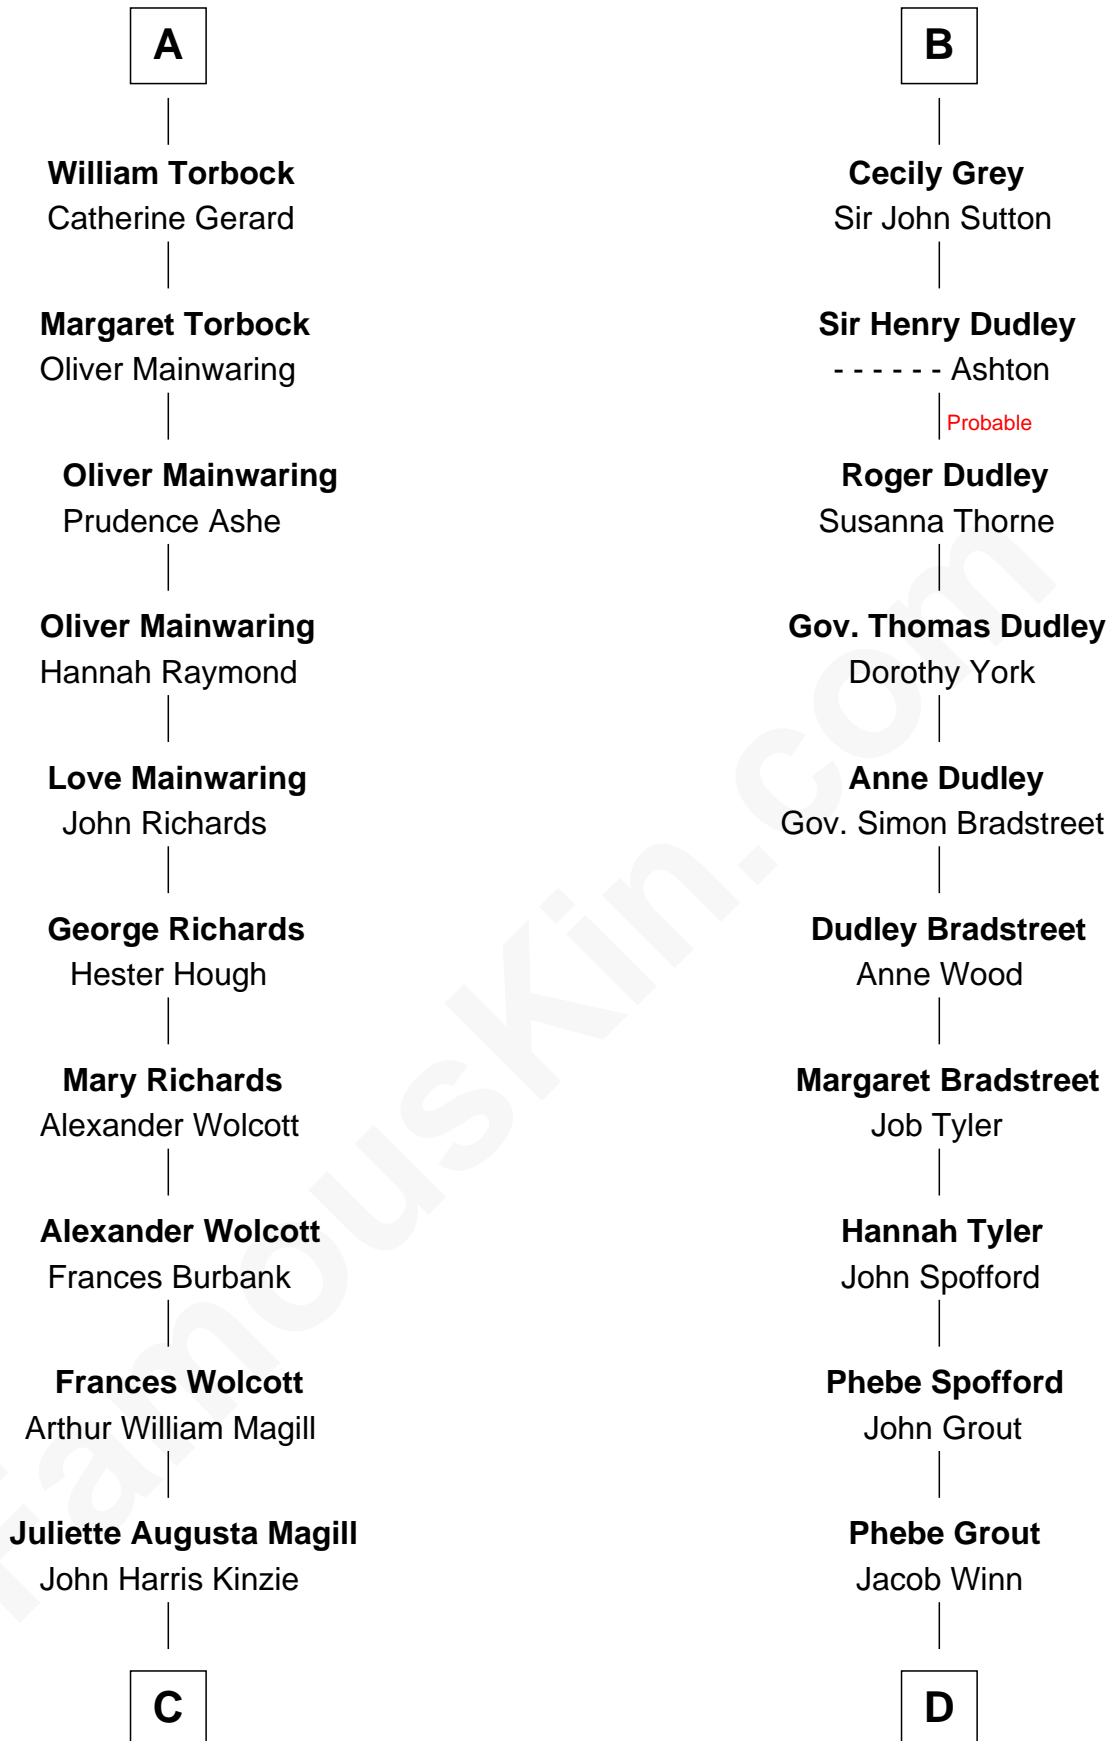 A
William Torbock
Catherine Gerard
Margaret Torbock
Oliver Mainwaring
Oliver Mainwaring
Prudence Ashe
Oliver Mainwaring
Hannah Raymond
Love Mainwaring
John Richards
George Richards
Hester Hough
Mary Richards
Alexander Wolcott
Alexander Wolcott
Frances Burbank
Frances Wolcott
Arthur William Magill
Juliette Augusta Magill
John Harris Kinzie
C
B
Cecily Grey
Sir John Sutton
Sir Henry Dudley
- - - - - - Ashton
Probable
Roger Dudley
Susanna Thorne
Gov. Thomas Dudley
Dorothy York
Anne Dudley
Gov. Simon Bradstreet
Dudley Bradstreet
Anne Wood
Margaret Bradstreet
Job Tyler
Hannah Tyler
John Spofford
Phebe Spofford
John Grout
Phebe Grout
Jacob Winn
D
FamousKin.com